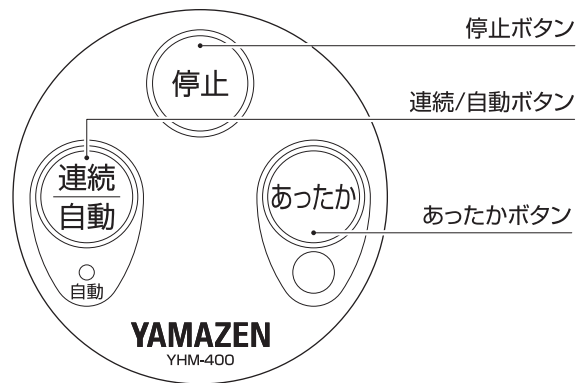 停止ボタン
停止
連続/自動ボタン
連続
自動
あったか
あったかボタン
自動
YAMAZEN
YHM-400